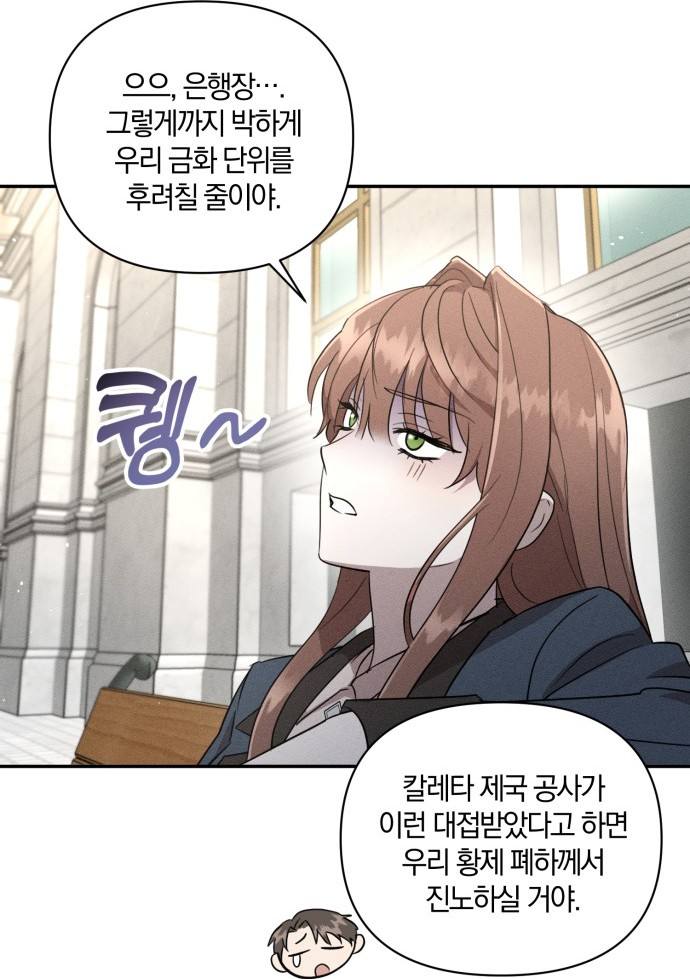 으으, 은행장….
그렇게까지 박하게
우리 금화 단위를
후려칠 줄이야.
퀭~
칼레타 제국 공사가
이런 대접받았다고 하면
우리 황제 폐하께서
진노하실 거야.